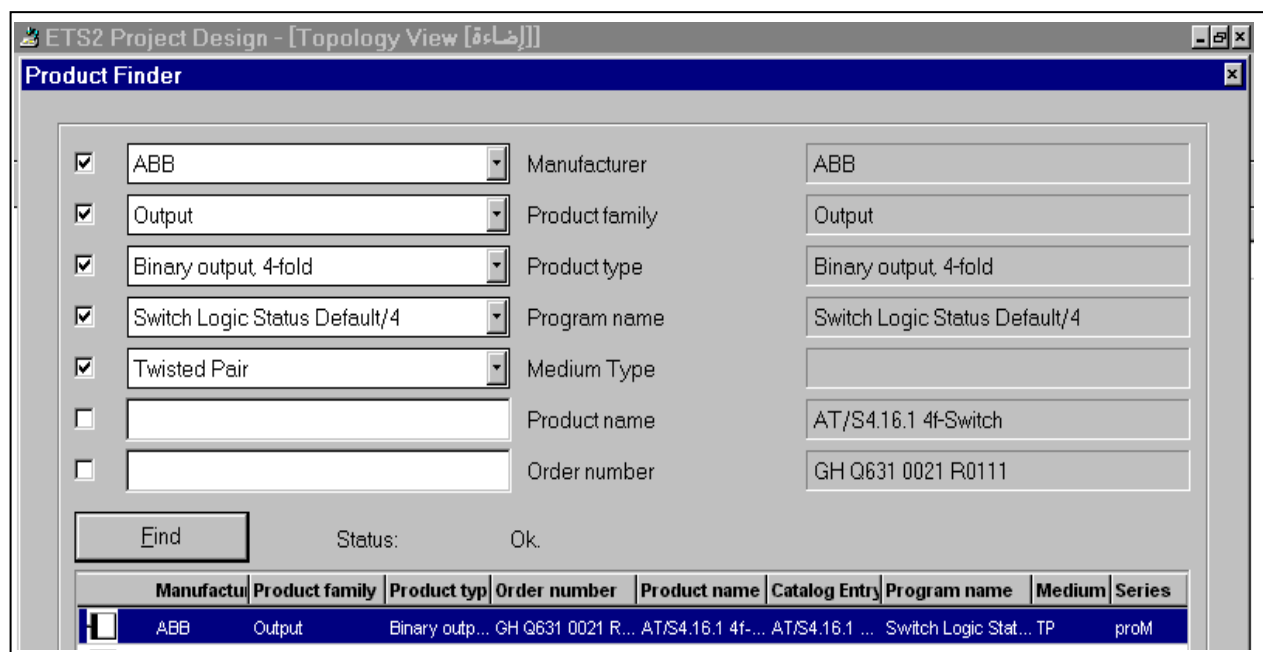 ETS2 Project Design - [Topology View [إضاءة]]
Product Finder
ABB Manufacturer ABB
Output Product family Output
Binary output, 4-fold Product type Binary output, 4-fold
Switch Logic Status Default/4 Program name Switch Logic Status Default/4
Twisted Pair Medium Type
Product name AT/S4.16.1 4f-Switch
Order number GH Q631 0021 R0111
Find Status: Ok.
Manufactu Product family Product typ Order number Product name Catalog Entry Program name Medium Series
ABB Output Binary outp... GH Q631 0021 R... AT/S4.16.1 4f-... AT/S4.16.1 ... Switch Logic Stat... TP proM